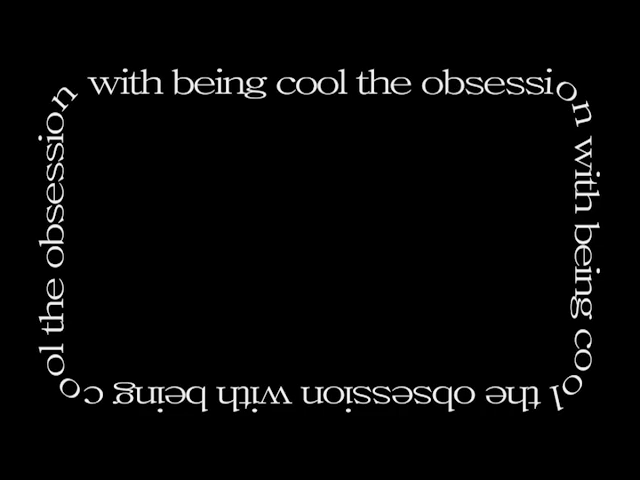 with being cool the obsession with being cool the obsession with being cool the obsession